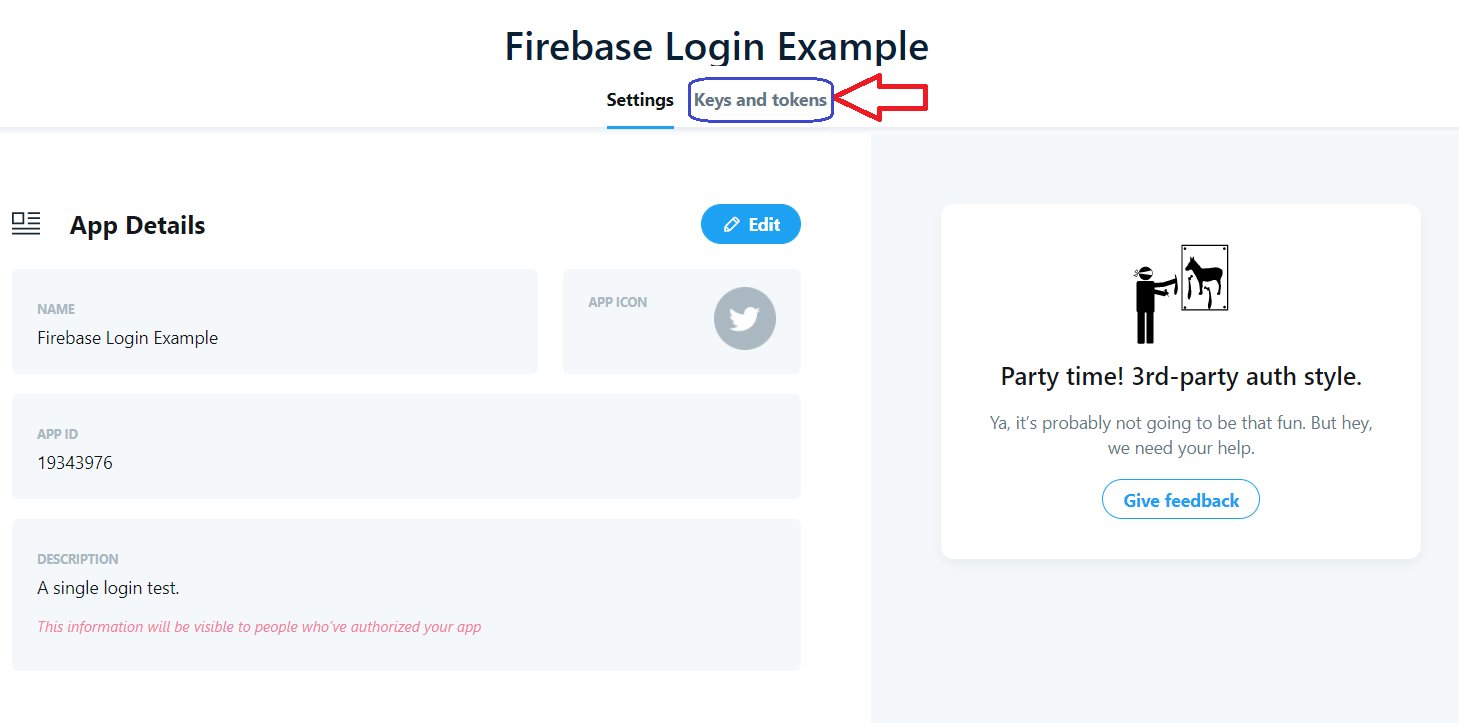 Firebase Login Example
Settings
Keys and tokens
App Details
Edit
NAME
Firebase Login Example
APP ICON
APP ID
19343976
DESCRIPTION
A single login test.
This information will be visible to people who've authorized your app
Party time! 3rd-party auth style.
Ya, it’s probably not going to be that fun. But hey,
we need your help.
Give feedback